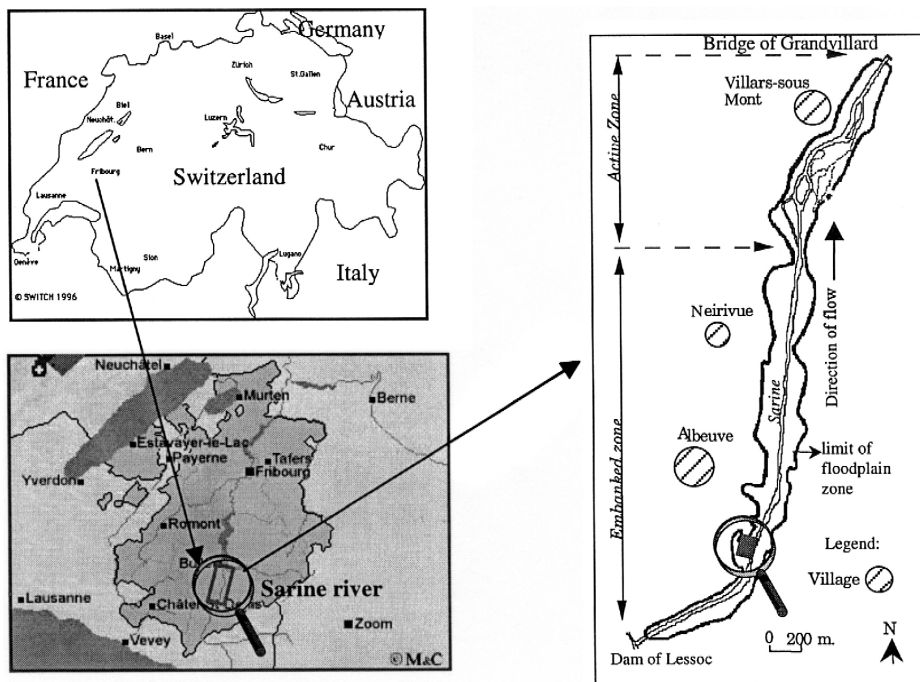 Germany
Basel
France
Zürich
St.Gallen
Austria
Biel
Neuchât.
Luzern
Bern
Chur
Fribourg
Switzerland
Lausanne
Sion
Genève
Martigny
Lugano
Italy
© SWITCH 1996
Neuchâtel
Murten
Berne
Estavayer-le-Lac
Payerne
Tafers
Fribourg
Yverdon
Romont
Sarine river
Lausanne
Zoom
Vevey
© M&C
Bridge of Grandvillard
Villars-sous
Mont
Active Zone
Neirivue
Direction of flow
Sarine
Albeuve
Embanked zone
limit of
floodplain
zone
Legend:
Village
0 200 m.
N
Dam of Lessoc